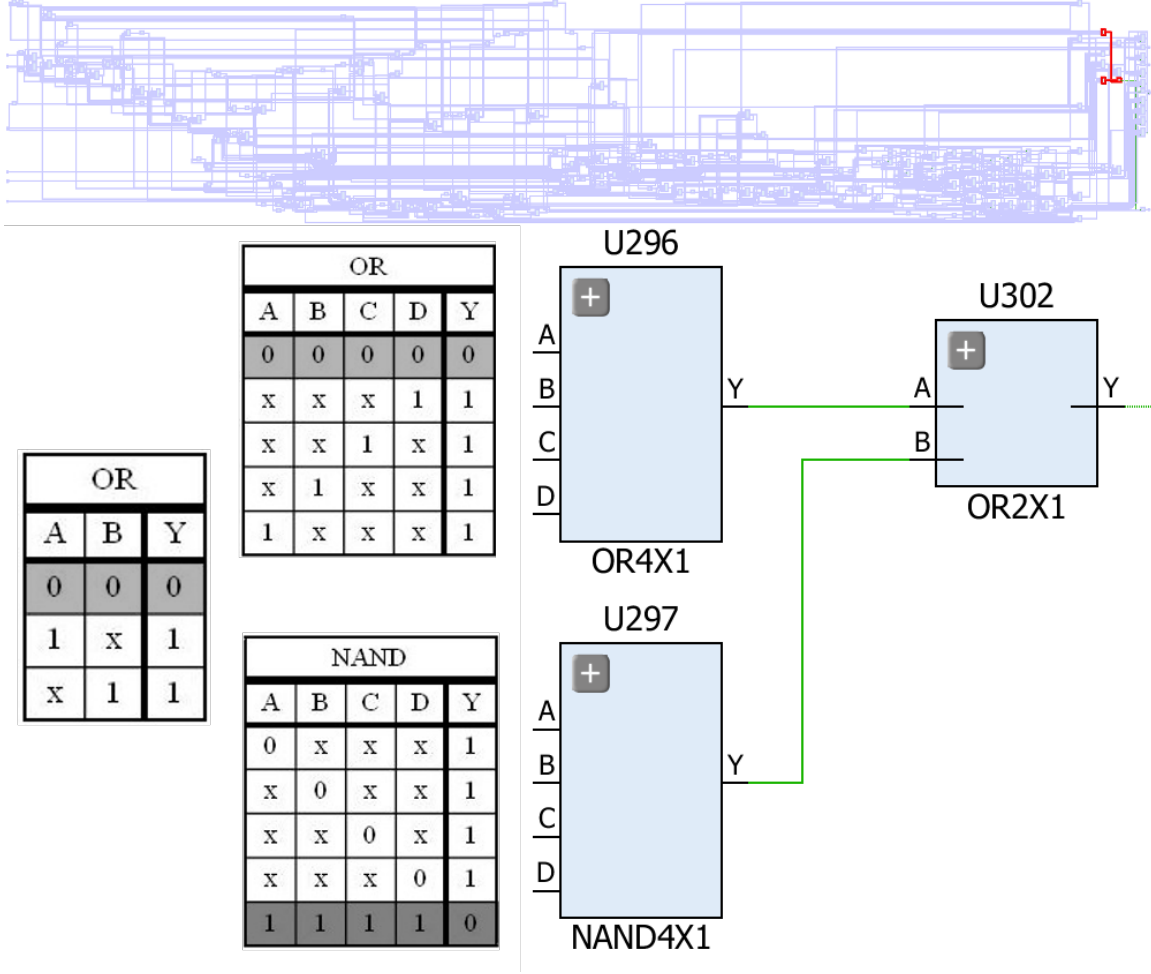 OR
A B Y
0 0 0
1 x 1
x 1 1
OR
A B C D Y
0 0 0 0 0
x x x 1 1
x x 1 x 1
x 1 x x 1
1 x x x 1
NAND
A B C D Y
0 x x x 1
x 0 x x 1
x x 0 x 1
x x x 0 1
1 1 1 1 0
U296
+
A
B
C
D
Y
OR4X1
U297
+
A
B
C
D
Y
NAND4X1
U302
+
A
B
Y
OR2X1